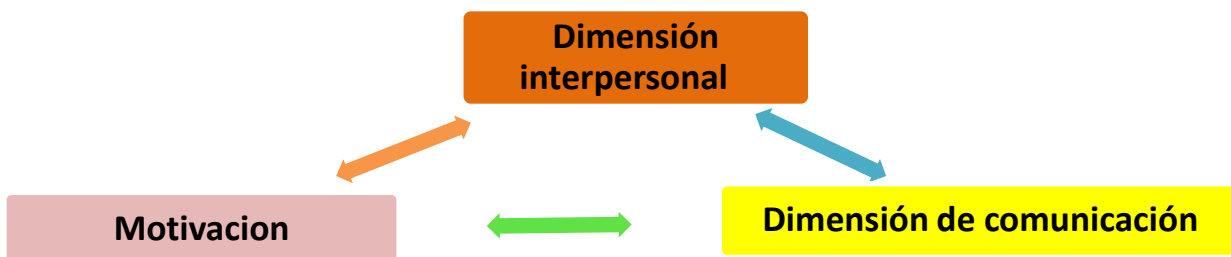 Dimensión
interpersonal
Motivacion
Dimensión de comunicación